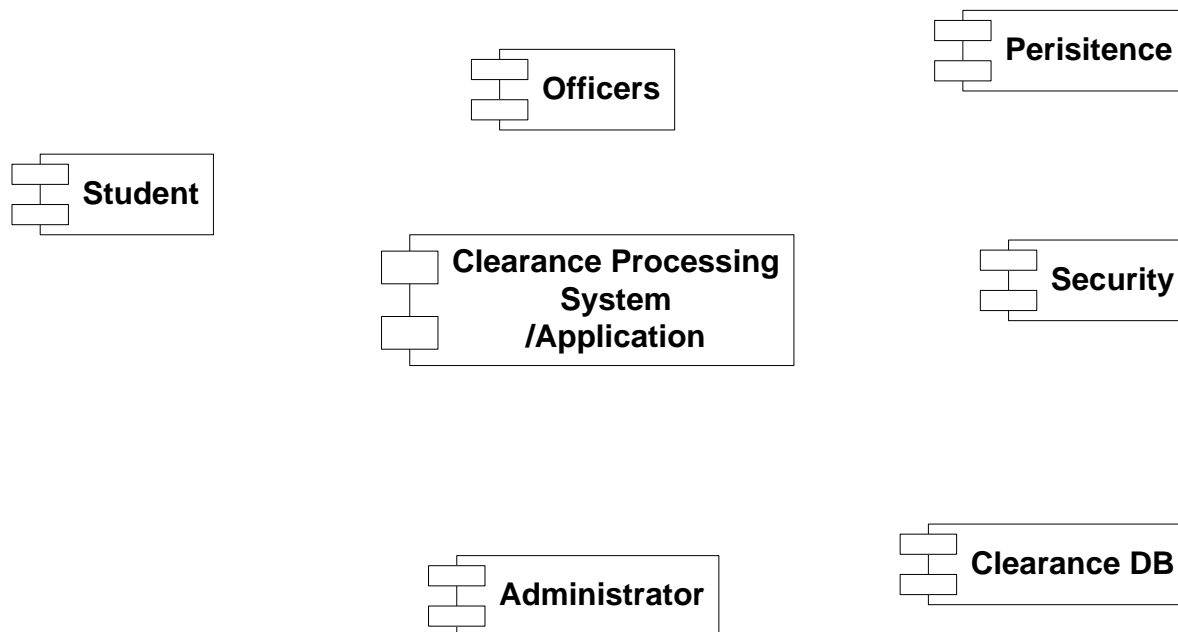 Perisitence
Officers
Student
Clearance Processing
System
/Application
Security
Clearance DB
Administrator